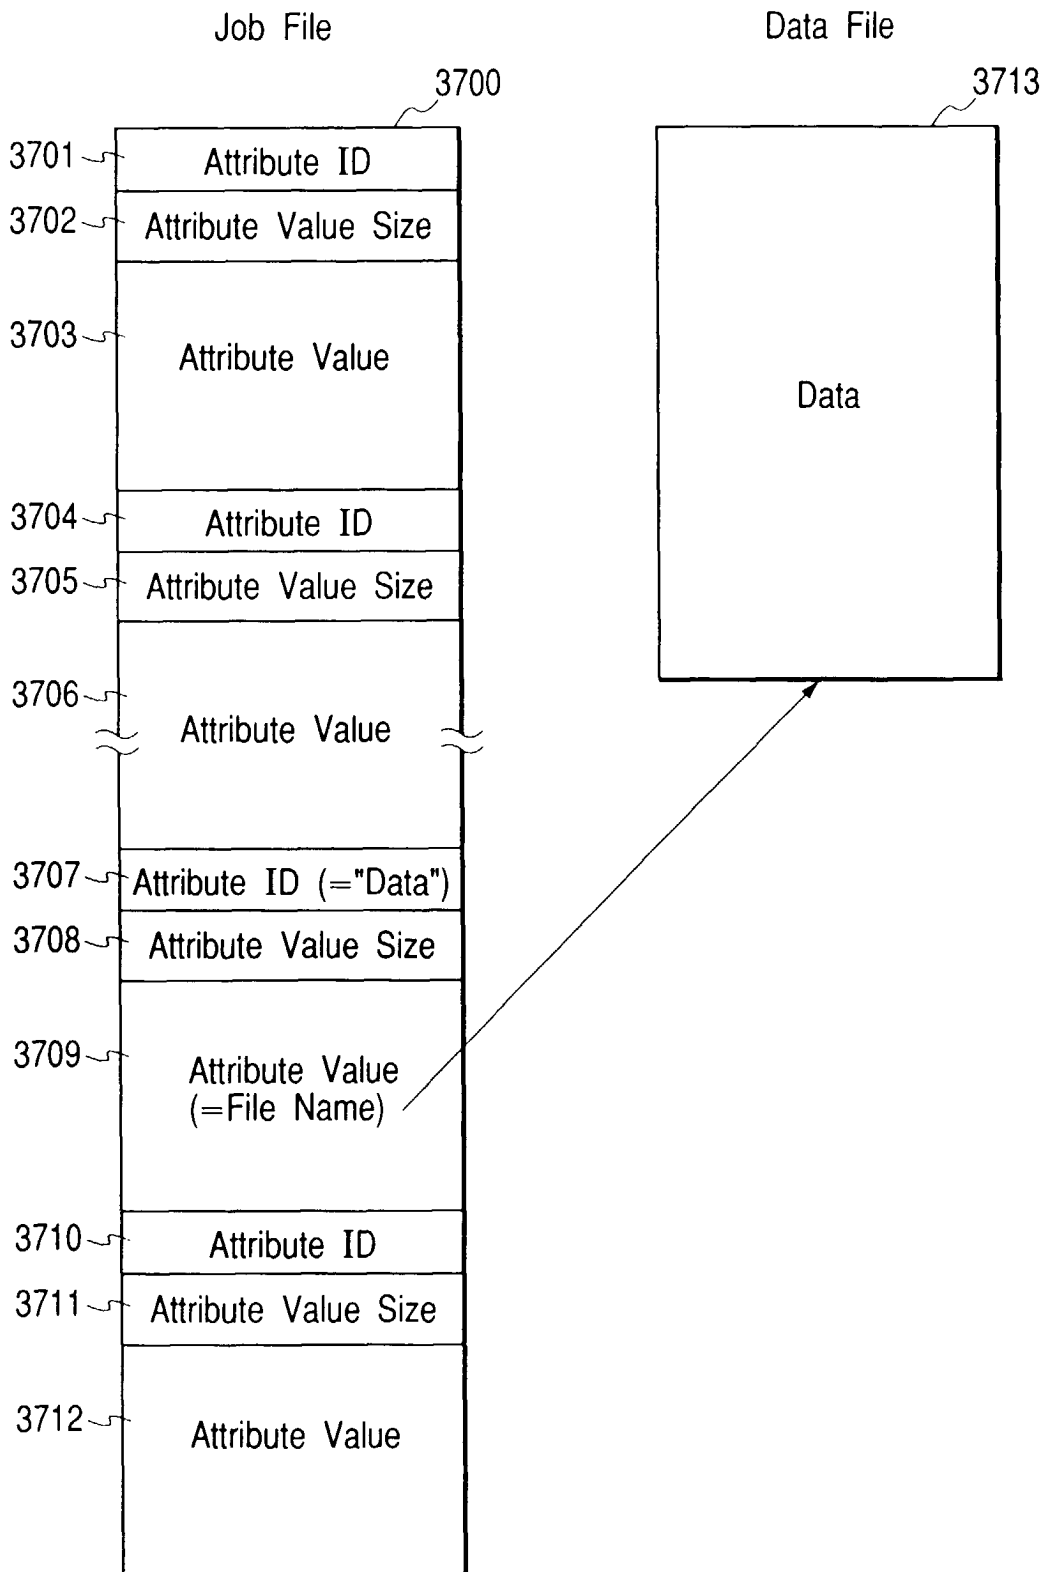 Job File
Data File
3700
3713
3701
Attribute ID
3702
Attribute Value Size
3703
Attribute Value
Data
3704
Attribute ID
3705
Attribute Value Size
3706
Attribute Value
3707
Attribute ID (="Data")
3708
Attribute Value Size
3709
Attribute Value
(=File Name)
3710
Attribute ID
3711
Attribute Value Size
3712
Attribute Value